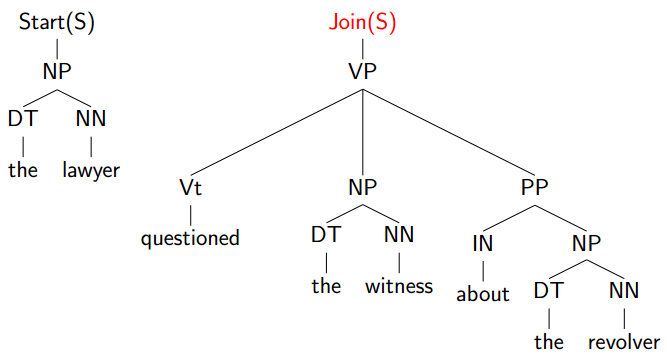 Start(S) Join(S)
NP VP
DT NN
the lawyer
Vt NP PP
questioned DT NN IN NP
the witness about DT NN
the revolver